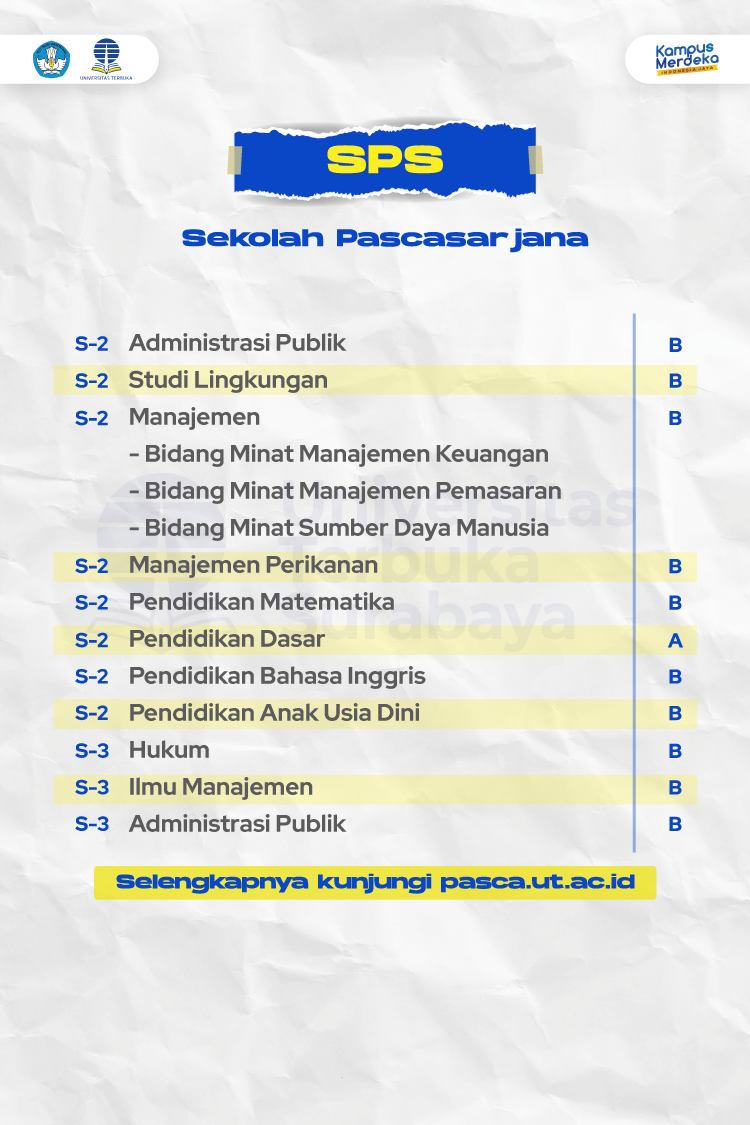 UNIVERSITAS TERBUKA
Kampus
Merdeka
INDONESIA JAYA
SPS
Sekolah Pascasarjana
S-2 Administrasi Publik B
S-2 Studi Lingkungan B
S-2 Manajemen B
- Bidang Minat Manajemen Keuangan
- Bidang Minat Manajemen Pemasaran
- Bidang Minat Sumber Daya Manusia
S-2 Manajemen Perikanan B
S-2 Pendidikan Matematika B
S-2 Pendidikan Dasar A
S-2 Pendidikan Bahasa Inggris B
S-2 Pendidikan Anak Usia Dini B
S-3 Hukum B
S-3 Ilmu Manajemen B
S-3 Administrasi Publik B
Universitas
Terbuka
Surabaya
Selengkapnya kunjungi pasca.ut.ac.id